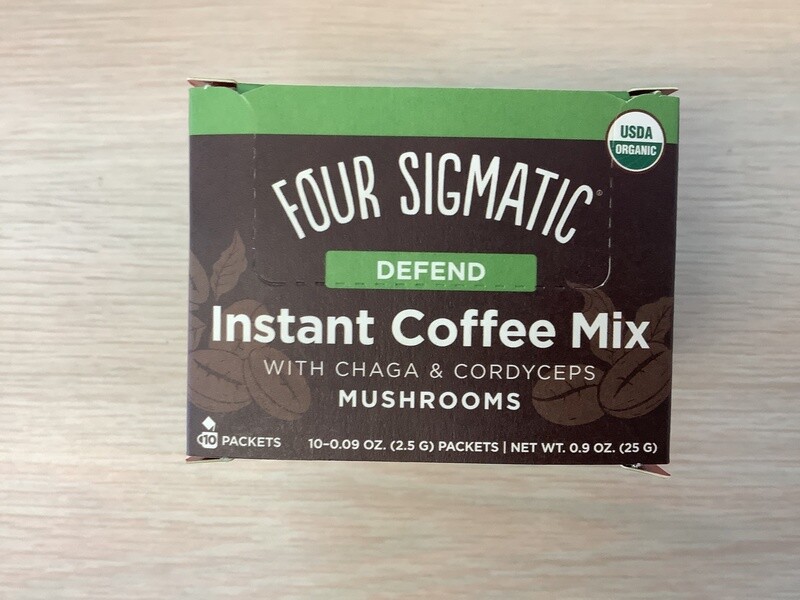 USDA
ORGANIC
FOUR SIGMATIC®
DEFEND
Instant Coffee Mix
WITH CHAGA & CORDYCEPS
MUSHROOMS
10 PACKETS
10–0.09 OZ. (2.5 G) PACKETS | NET WT. 0.9 OZ. (25 G)